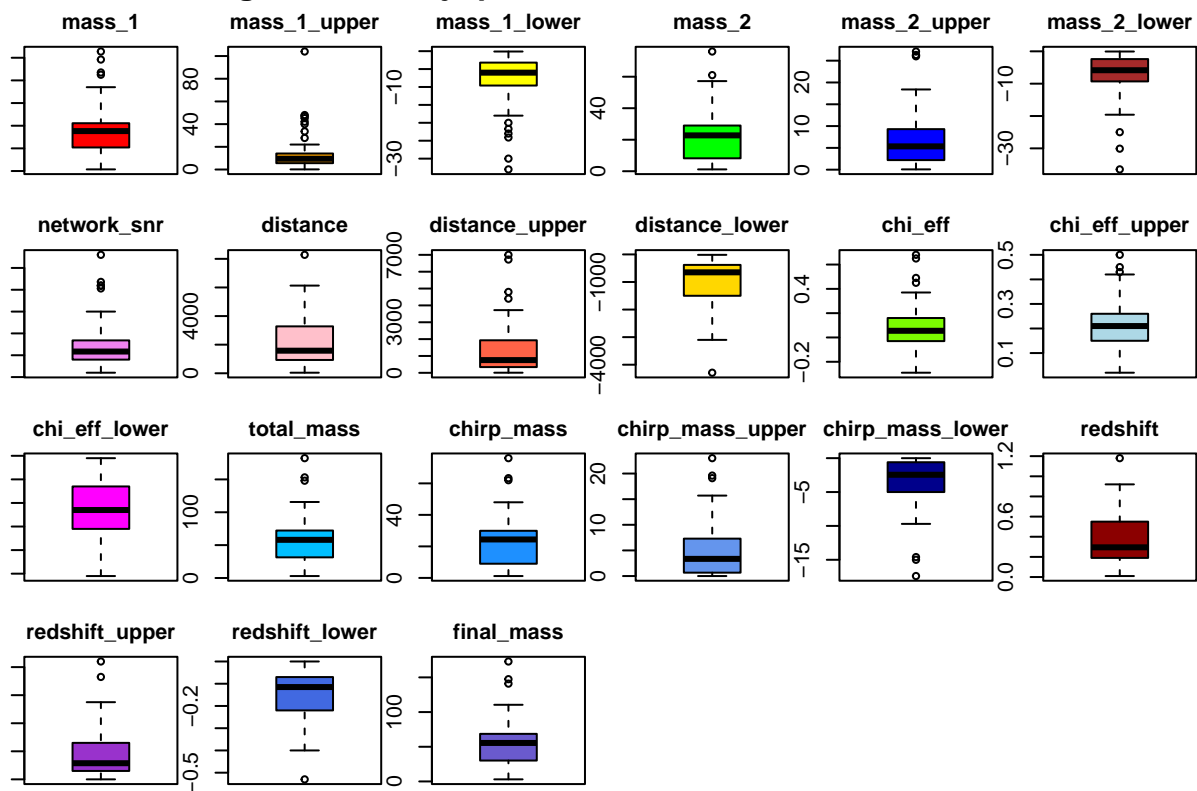 mass_1
mass_1_upper
mass_1_lower
mass_2
mass_2_upper
mass_2_lower
0 40 80
−30 −10
0 40
0 10 20
−30 −10
network_snr
distance
distance_upper
distance_lower
chi_eff
chi_eff_upper
0 4000
0 3000 7000
−4000 −1000
−0.2 0.4
0.1 0.3 0.5
chi_eff_lower
total_mass
chirp_mass
chirp_mass_upper
chirp_mass_lower
redshift
0 100
0 40
0 10 20
−15 −5
0.0 0.6 1.2
redshift_upper
redshift_lower
final_mass
−0.5 −0.2
0 100